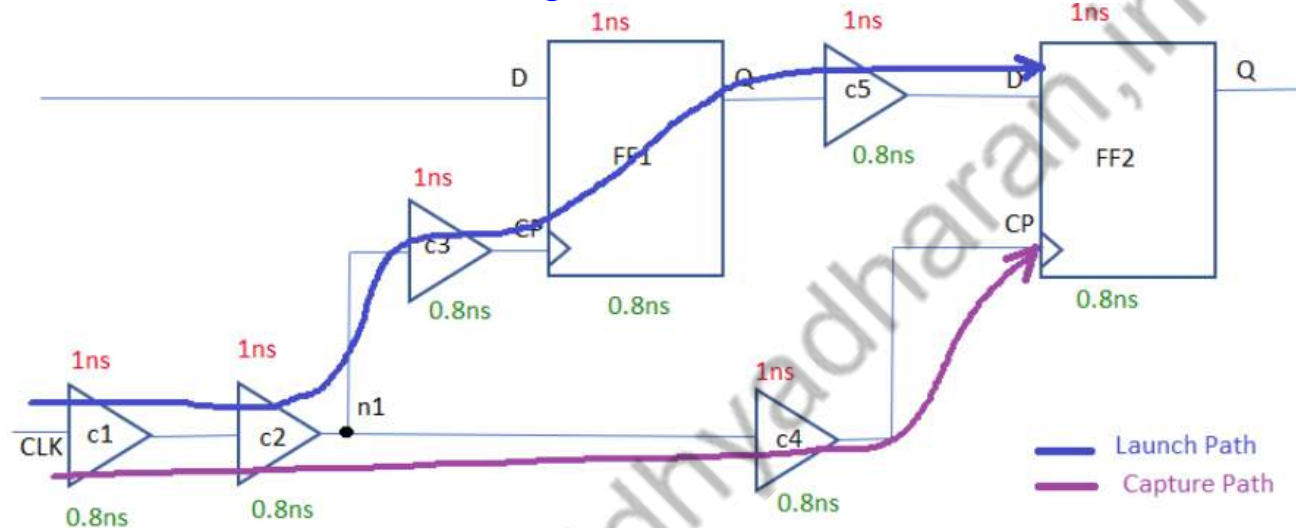 1ns
1ns
1ns
D
Q
c5
D
Q
0.8ns
FF1
FF2
1ns
c3
CP
CP
0.8ns
0.8ns
0.8ns
1ns
1ns
1ns
n1
CLK
c1
c2
c4
Launch Path
Capture Path
0.8ns
0.8ns
0.8ns